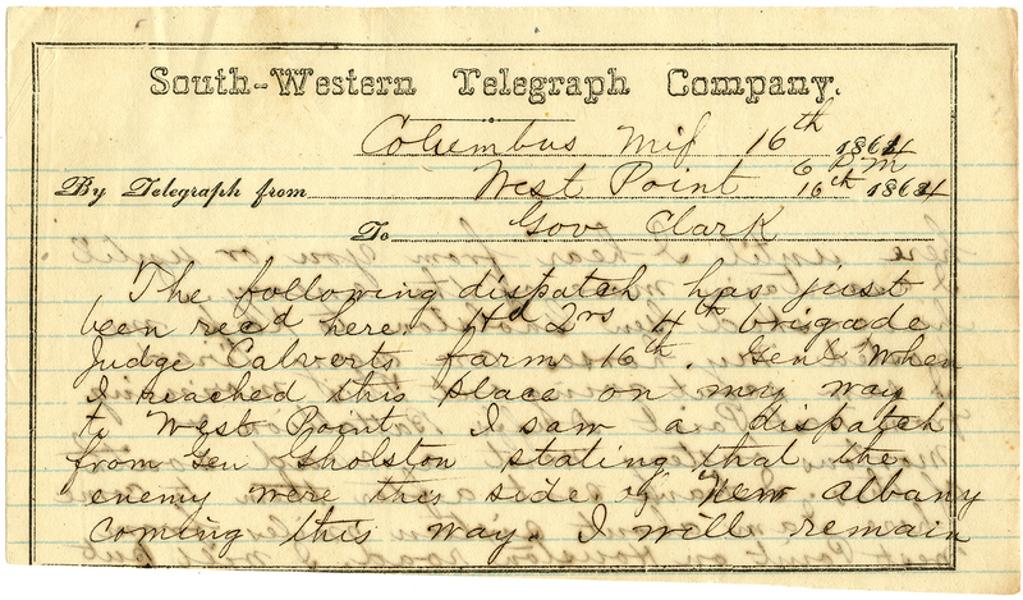 South-Western Telegraph Company.
Columbus Miſ 16th 1864
6 P m
By Telegraph from West Point 16th 1864
To Gov Clark
The following dispatch has just
been recd here. Hd 2rs 4th brigade
Judge Calverts farm 16th. Genl When
I reached this place on my way
to West Point I saw a dispatch
from Gen Gholston stating that the
enemy were this side of New Albany
coming this way. I will remain